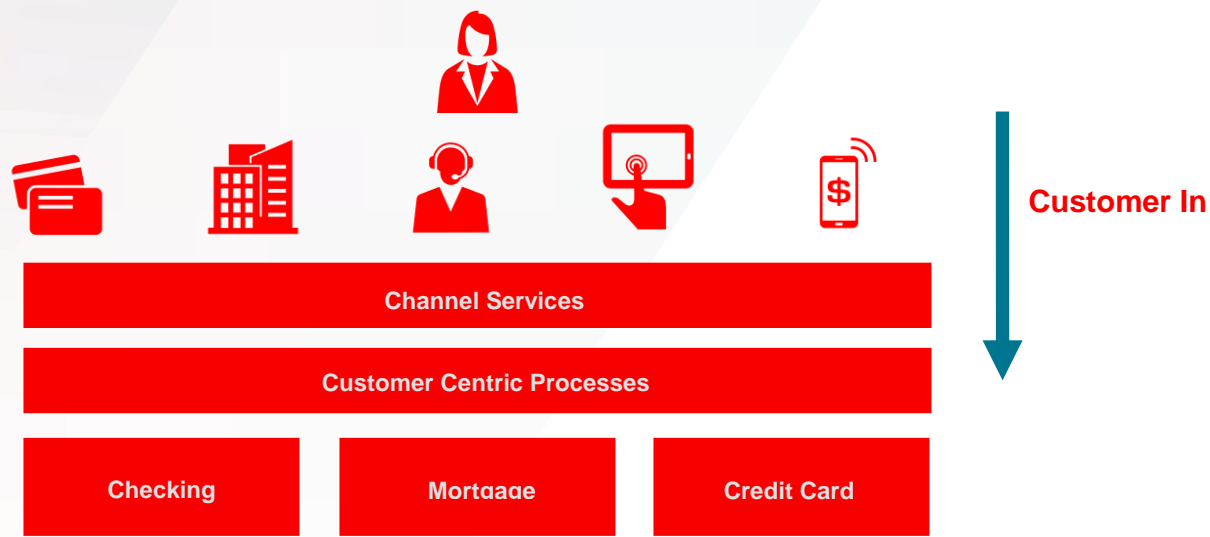 $
Customer In
Channel Services
Customer Centric Processes
Checking
Mortgage
Credit Card